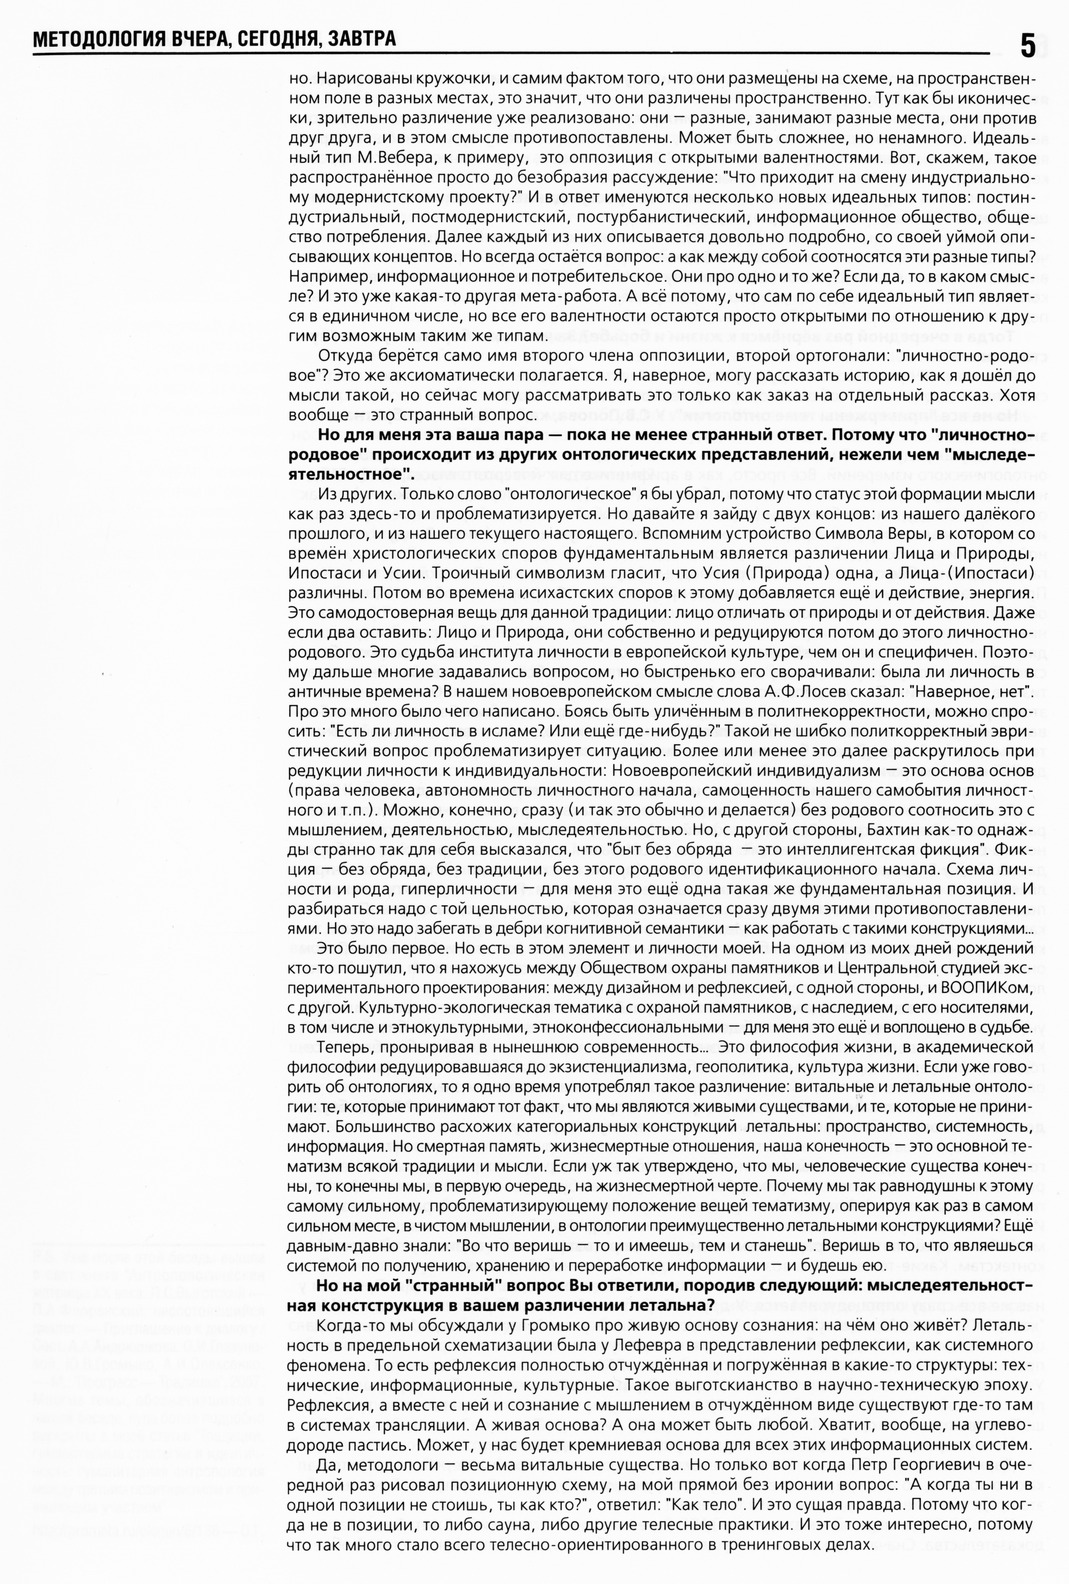 МЕТОДОЛОГИЯ ВЧЕРА, СЕГОДНЯ, ЗАВТРА 5
но. Нарисованы кружочки, и самим фактом того, что они размещены на схеме, на пространствен-
ном поле в разных местах, это значит, что они различены пространственно. Тут как бы иконичес-
ки, зрительно различение уже реализовано: они — разные, занимают разные места, они против
друг друга, и в этом смысле противопоставлены. Может быть сложнее, но ненамного. Идеаль-
ный тип М.Вебера, к примеру, это оппозиция с открытыми валентностями. Вот, скажем, такое
распространённое просто до безобразия рассуждение: "Что приходит на смену индустриально-
му модернистскому проекту?" И в ответ именуются несколько новых идеальных типов: постин-
дустриальный, постмодернистский, постурбанистический, информационное общество, обще-
ство потребления. Далее каждый из них описывается довольно подробно, со своей уймой опи-
сывающих концептов. Но всегда остаётся вопрос: а как между собой соотносятся эти разные типы?
Например, информационное и потребительское. Они про одно и то же? Если да, то в каком смыс-
ле? И это уже какая-то другая мета-работа. А всё потому, что сам по себе идеальный тип являет-
ся в единичном числе, но все его валентности остаются просто открытыми по отношению к дру-
гим возможным таким же типам.
Откуда берётся само имя второго члена оппозиции, второй ортогонали: "личностно-родо-
вое"? Это же аксиоматически полагается. Я, наверное, могу рассказать историю, как я дошёл до
мысли такой, но сейчас могу рассматривать это только как заказ на отдельный рассказ. Хотя
вообще — это странный вопрос.
Но для меня эта ваша пара — пока не менее странный ответ. Потому что "личностно-
родовое" происходит из других онтологических представлений, нежели чем "мыследе-
ятельностное".
Из других. Только слово "онтологическое" я бы убрал, потому что статус этой формации мысли
как раз здесь-то и проблематизируется. Но давайте я зайду с двух концов: из нашего далёкого
прошлого, и из нашего текущего настоящего. Вспомним устройство Символа Веры, в котором со
времён христологических споров фундаментальным является различении Лица и Природы,
Ипостаси и Усии. Троичный символизм гласит, что Усия (Природа) одна, а Лица-(Ипостаси)
различны. Потом во времена исихастских споров к этому добавляется ещё и действие, энергия.
Это самодостоверная вещь для данной традиции: лицо отличать от природы и от действия. Даже
если два оставить: Лицо и Природа, они собственно и редуцируются потом до этого личностно-
родового. Это судьба института личности в европейской культуре, чем он и специфичен. Поэто-
му дальше многие задавались вопросом, но быстренько его сворачивали: была ли личность в
античные времена? В нашем новоевропейском смысле слова А.Ф.Лосев сказал: "Наверное, нет".
Про это много было чего написано. Боясь быть уличённым в политнекорректности, можно спро-
сить: "Есть ли личность в исламе? Или ещё где-нибудь?" Такой не шибко политкорректный эври-
стический вопрос проблематизирует ситуацию. Более или менее это далее раскрутилось при
редукции личности к индивидуальности: Новоевропейский индивидуализм — это основа основ
(права человека, автономность личностного начала, самоценность нашего самобытия личност-
ного и т.п.). Можно, конечно, сразу (и так это обычно и делается) без родового соотносить это с
мышлением, деятельностью, мыследеятельностью. Но, с другой стороны, Бахтин как-то однаж-
ды странно так для себя высказался, что "быт без обряда — это интеллигентская фикция". Фик-
ция — без обряда, без традиции, без этого родового идентификационного начала. Схема лич-
ности и рода, гиперличности — для меня это ещё одна такая же фундаментальная позиция. И
разбираться надо с той цельностью, которая означается сразу двумя этими противопоставлени-
ями. Но это надо забегать в дебри когнитивной семантики — как работать с такими конструкциями...
Это было первое. Но есть в этом элемент и личности моей. На одном из моих дней рождений
кто-то пошутил, что я нахожусь между Обществом охраны памятников и Центральной студией экс-
периментального проектирования: между дизайном и рефлексией, с одной стороны, и ВООПИКом,
с другой. Культурно-экологическая тематика с охраной памятников, с наследием, с его носителями,
в том числе и этнокультурными, этноконфессиональными — для меня это ещё и воплощено в судьбе.
Теперь, проныривая в нынешнюю современность... Это философия жизни, в академической
философии редуцировавшаяся до экзистенциализма, геополитика, культура жизни. Если уже гово-
рить об онтологиях, то я одно время употреблял такое различение: витальные и летальные онтоло-
гии: те, которые принимают тот факт, что мы являются живыми существами, и те, которые не прини-
мают. Большинство расхожих категориальных конструкций летальны: пространство, системность,
информация. Но смертная память, жизнесмертные отношения, наша конечность — это основной те-
матизм всякой традиции и мысли. Если уж так утверждено, что мы, человеческие существа конеч-
ны, то конечны мы, в первую очередь, на жизнесмертной черте. Почему мы так равнодушны к этому
самому сильному, проблематизирующему положение вещей тематизму, оперируя как раз в самом
сильном месте, в чистом мышлении, в онтологии преимущественно летальными конструкциями? Ещё
давным-давно знали: "Во что веришь — то и имеешь, тем и станешь". Веришь в то, что являешься
системой по получению, хранению и переработке информации — и будешь ею.
Но на мой "странный" вопрос Вы ответили, породив следующий: мыследеятельност-
ная констструкция в вашем различении летальна?
Когда-то мы обсуждали у Громыко про живую основу сознания: на чём оно живёт? Леталь-
ность в предельной схематизации была у Лефевра в представлении рефлексии, как системного
феномена. То есть рефлексия полностью отчуждённая и погружённая в какие-то структуры: тех-
нические, информационные, культурные. Такое выготскианство в научно-техническую эпоху.
Рефлексия, а вместе с ней и сознание с мышлением в отчуждённом виде существуют где-то там
в системах трансляции. А живая основа? А она может быть любой. Хватит, вообще, на углево-
дороде пастись. Может, у нас будет кремниевая основа для всех этих информационных систем.
Да, методологи — весьма витальные существа. Но только вот когда Петр Георгиевич в оче-
редной раз рисовал позиционную схему, на мой прямой без иронии вопрос: "А когда ты ни в
одной позиции не стоишь, ты как кто?", ответил: "Как тело". И это сущая правда. Потому что ког-
да не в позиции, то либо сауна, либо другие телесные практики. И это тоже интересно, потому
что так много стало всего телесно-ориентированного в тренинговых делах.